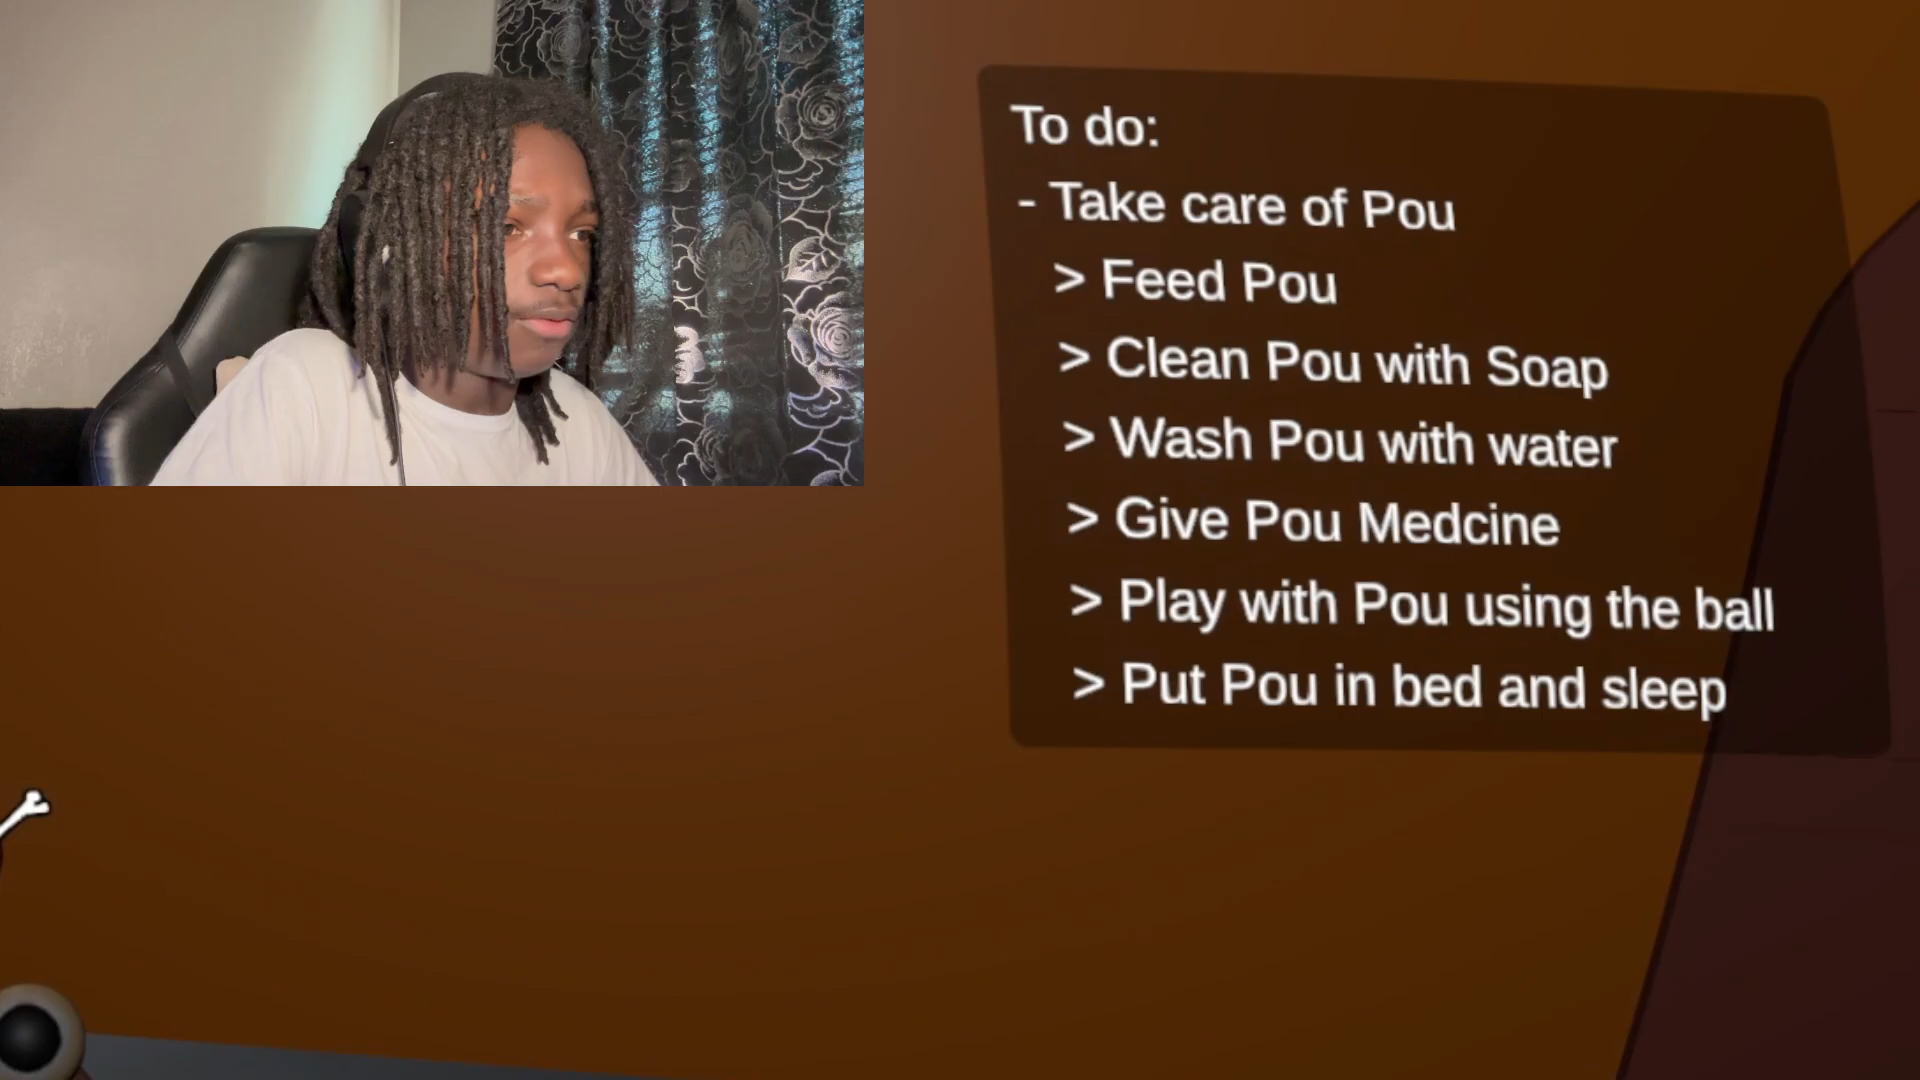 To do:
- Take care of Pou
> Feed Pou
> Clean Pou with Soap
> Wash Pou with water
> Give Pou Medcine
> Play with Pou using the ball
> Put Pou in bed and sleep